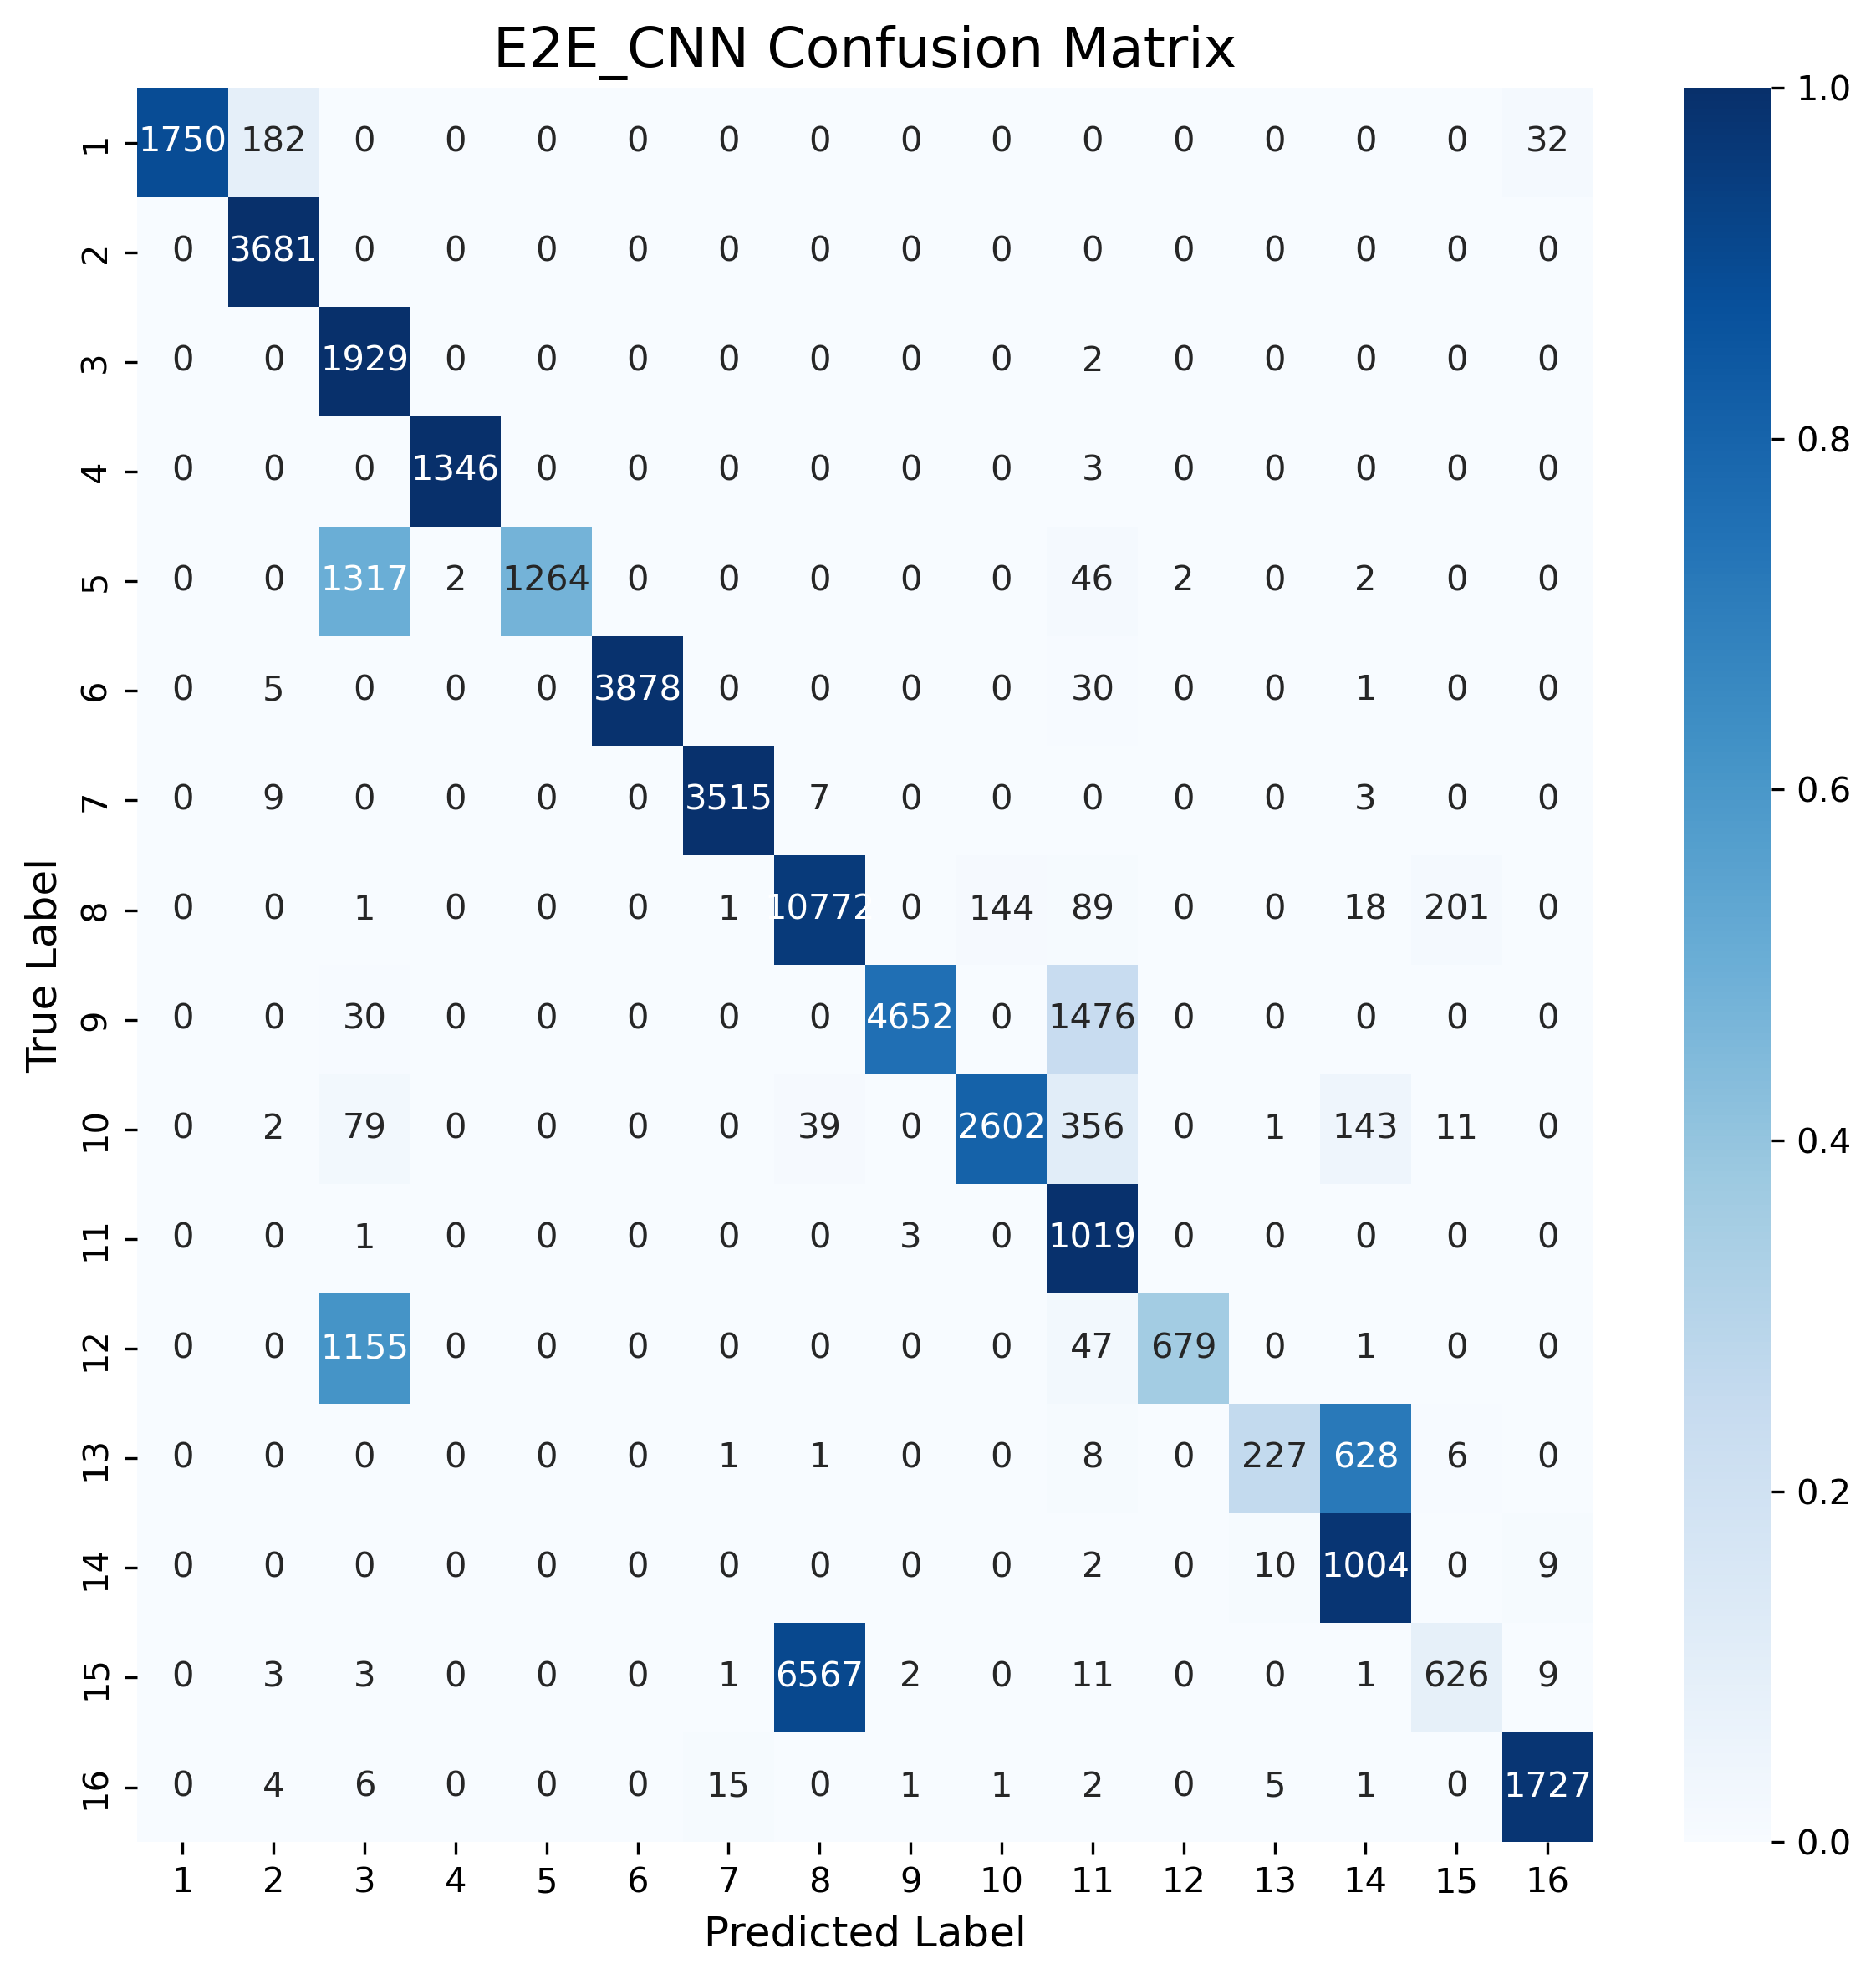 E2E_CNN Confusion Matrix
1 1750 182 0 0 0 0 0 0 0 0 0 0 0 0 0 32
2 0 3681 0 0 0 0 0 0 0 0 0 0 0 0 0 0
3 0 0 1929 0 0 0 0 0 0 0 2 0 0 0 0 0
4 0 0 0 1346 0 0 0 0 0 0 3 0 0 0 0 0
5 0 0 1317 2 1264 0 0 0 0 0 46 2 0 2 0 0
6 0 5 0 0 0 3878 0 0 0 0 30 0 0 1 0 0
7 0 9 0 0 0 0 3515 7 0 0 0 0 0 3 0 0
8 0 0 1 0 0 0 1 10772 0 144 89 0 0 18 201 0
9 0 0 30 0 0 0 0 0 4652 0 1476 0 0 0 0 0
10 0 2 79 0 0 0 0 39 0 2602 356 0 1 143 11 0
11 0 0 1 0 0 0 0 0 3 0 1019 0 0 0 0 0
12 0 0 1155 0 0 0 0 0 0 0 47 679 0 1 0 0
13 0 0 0 0 0 0 1 1 0 0 8 0 227 628 6 0
14 0 0 0 0 0 0 0 0 0 0 2 0 10 1004 0 9
15 0 3 3 0 0 0 1 6567 2 0 11 0 0 1 626 9
16 0 4 6 0 0 0 15 0 1 1 2 0 5 1 0 1727
1 2 3 4 5 6 7 8 9 10 11 12 13 14 15 16
Predicted Label
True Label
1.0
0.8
0.6
0.4
0.2
0.0